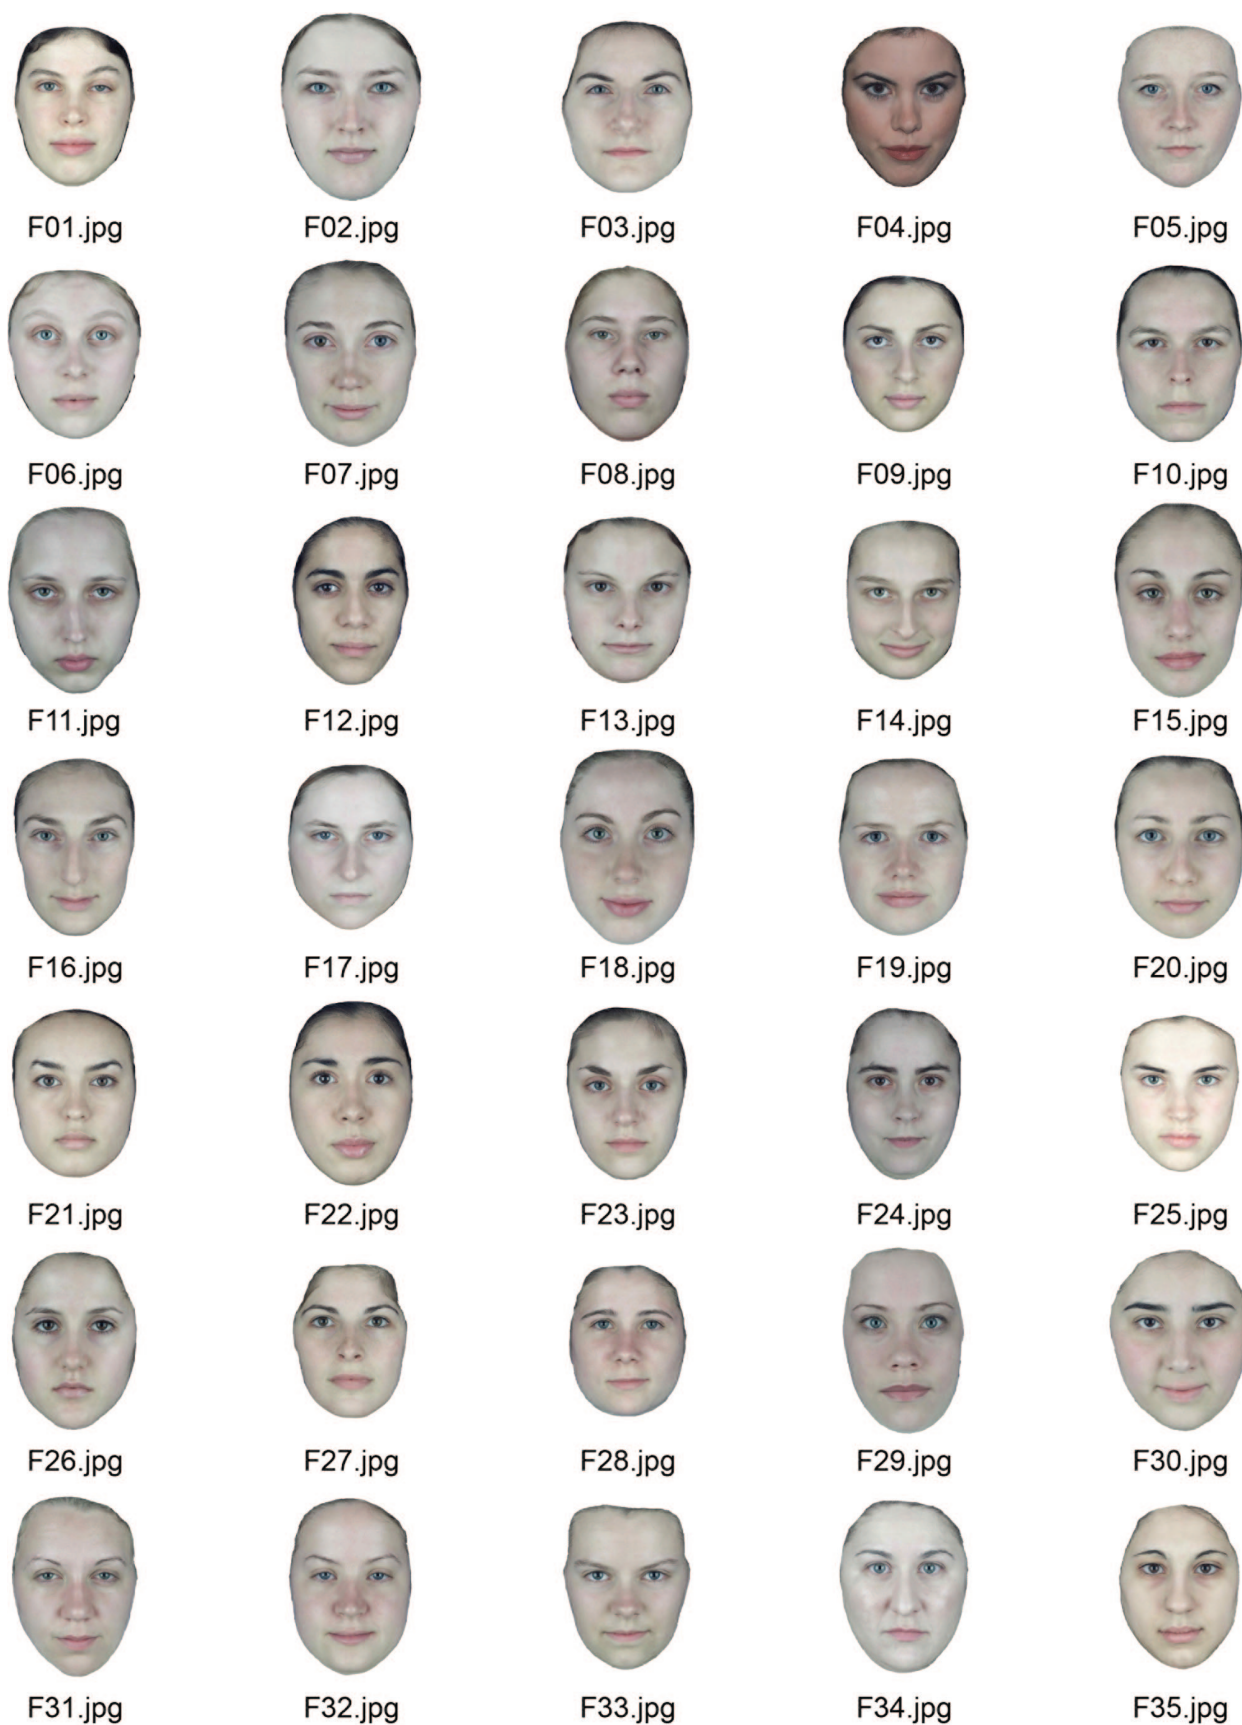 F01.jpg F02.jpg F03.jpg F04.jpg F05.jpg
F06.jpg F07.jpg F08.jpg F09.jpg F10.jpg
F11.jpg F12.jpg F13.jpg F14.jpg F15.jpg
F16.jpg F17.jpg F18.jpg F19.jpg F20.jpg
F21.jpg F22.jpg F23.jpg F24.jpg F25.jpg
F26.jpg F27.jpg F28.jpg F29.jpg F30.jpg
F31.jpg F32.jpg F33.jpg F34.jpg F35.jpg